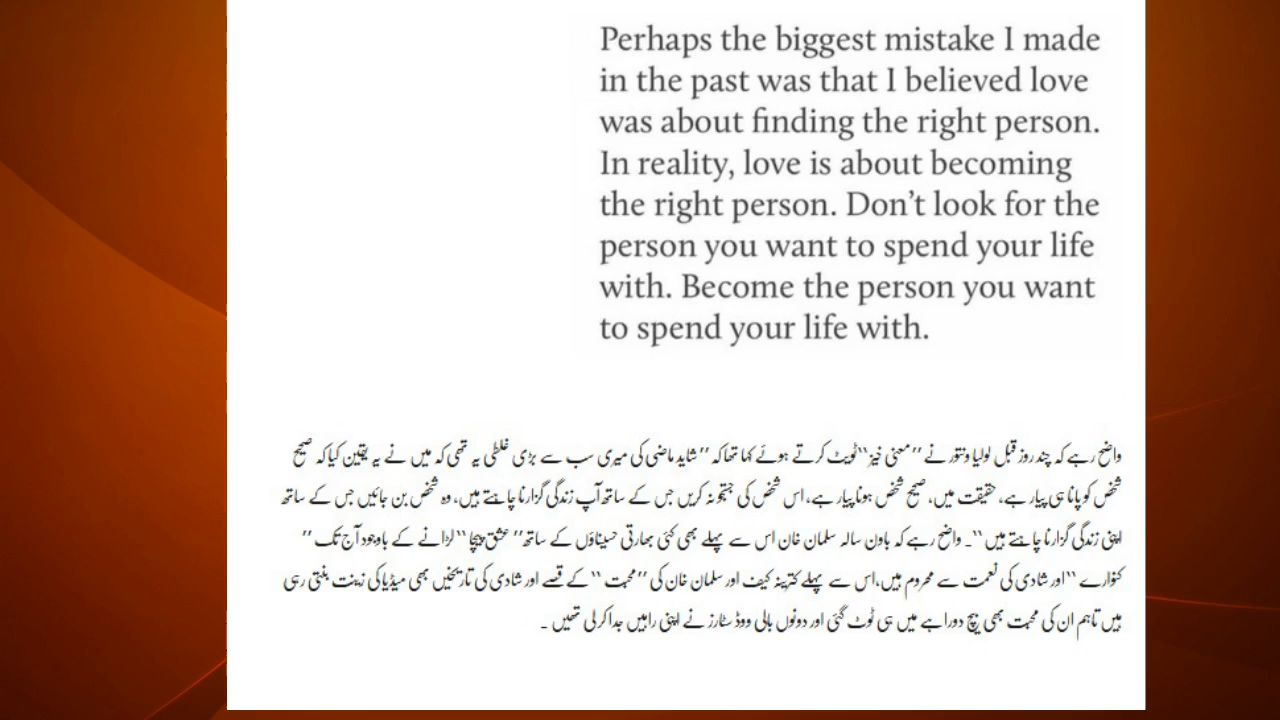 Perhaps the biggest mistake I made
in the past was that I believed love
was about finding the right person.
In reality, love is about becoming
the right person. Don’t look for the
person you want to spend your life
with. Become the person you want
to spend your life with.
واضح رہے کہ چند روز قبل لولیا ونتور نے ’’معنی خیز‘‘ٹویٹ کرتے ہوئے کہا تھا کہ ’’شاید ماضی کی میری سب سے بڑی غلطی یہ تھی کہ میں نے یہ یقین کیا کہ صحیح
شخص کو پانا ہی پیار ہے، حقیقت میں، صحیح شخص ہونا پیار ہے، اس شخص کی جستجو نہ کریں جس کے ساتھ آپ زندگی گزارنا چاہتے ہیں، وہ شخص بن جائیں جس کے ساتھ
اپنی زندگی گزارنا چاہتے ہیں‘‘۔ واضح رہے کہ باون سالہ سلمان خان اس سے پہلے بھی کئی بھارتی حسیناؤں کے ساتھ’’عشق پیچا‘‘لڑانے کے باوجود آج تک ’’
کنوارے ‘‘اور شادی کی نعمت سے محروم ہیں،اس سے پہلے کترینہ کیف اور سلمان خان کی ’’محبت ‘‘کے قصے اور شادی کی تاریخیں بھی میڈیا کی زینت بنتی رہی
ہیں تاہم ان کی محبت بھی بیچ دوراہے میں ہی ٹوٹ گئی اور دونوں بالی ووڈ سٹارز نے اپنی راہیں جدا کر لی تھیں ۔